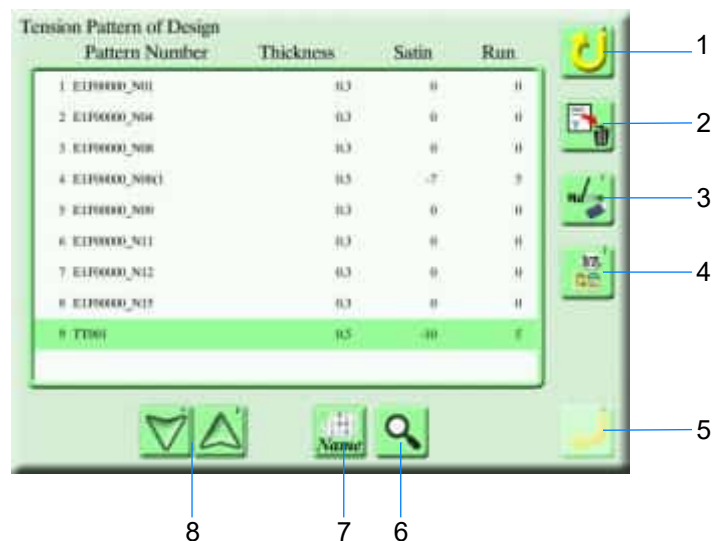 Tension Pattern of Design
Pattern Number Thickness Satin Run
1 E1F00000_N01 0.3 0 0
2 E1F00000_N04 0.3 0 0
3 E1F00000_N08 0.3 0 0
4 0.5 -7 5
5 E1F00000_N09 0.3 0 0
6 E1F00000_N11 0.3 0 0
7 E1F00000_N12 0.3 0 0
8 E1F00000_N15 0.3 0 0
9 TT001 0.5 -10 5
Name
1
2
3
4
5
6
7
8